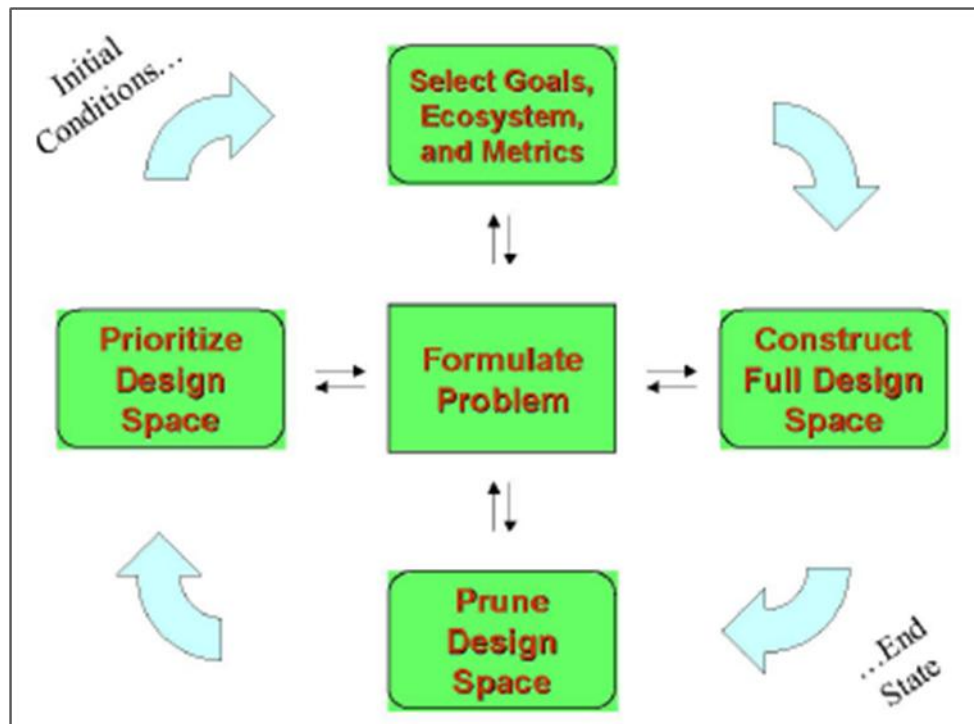 Initial
Conditions...
Select Goals,
Ecosystem,
and Metrics
Prioritize
Design
Space
Formulate
Problem
Construct
Full Design
Space
Prune
Design
Space
...End
State